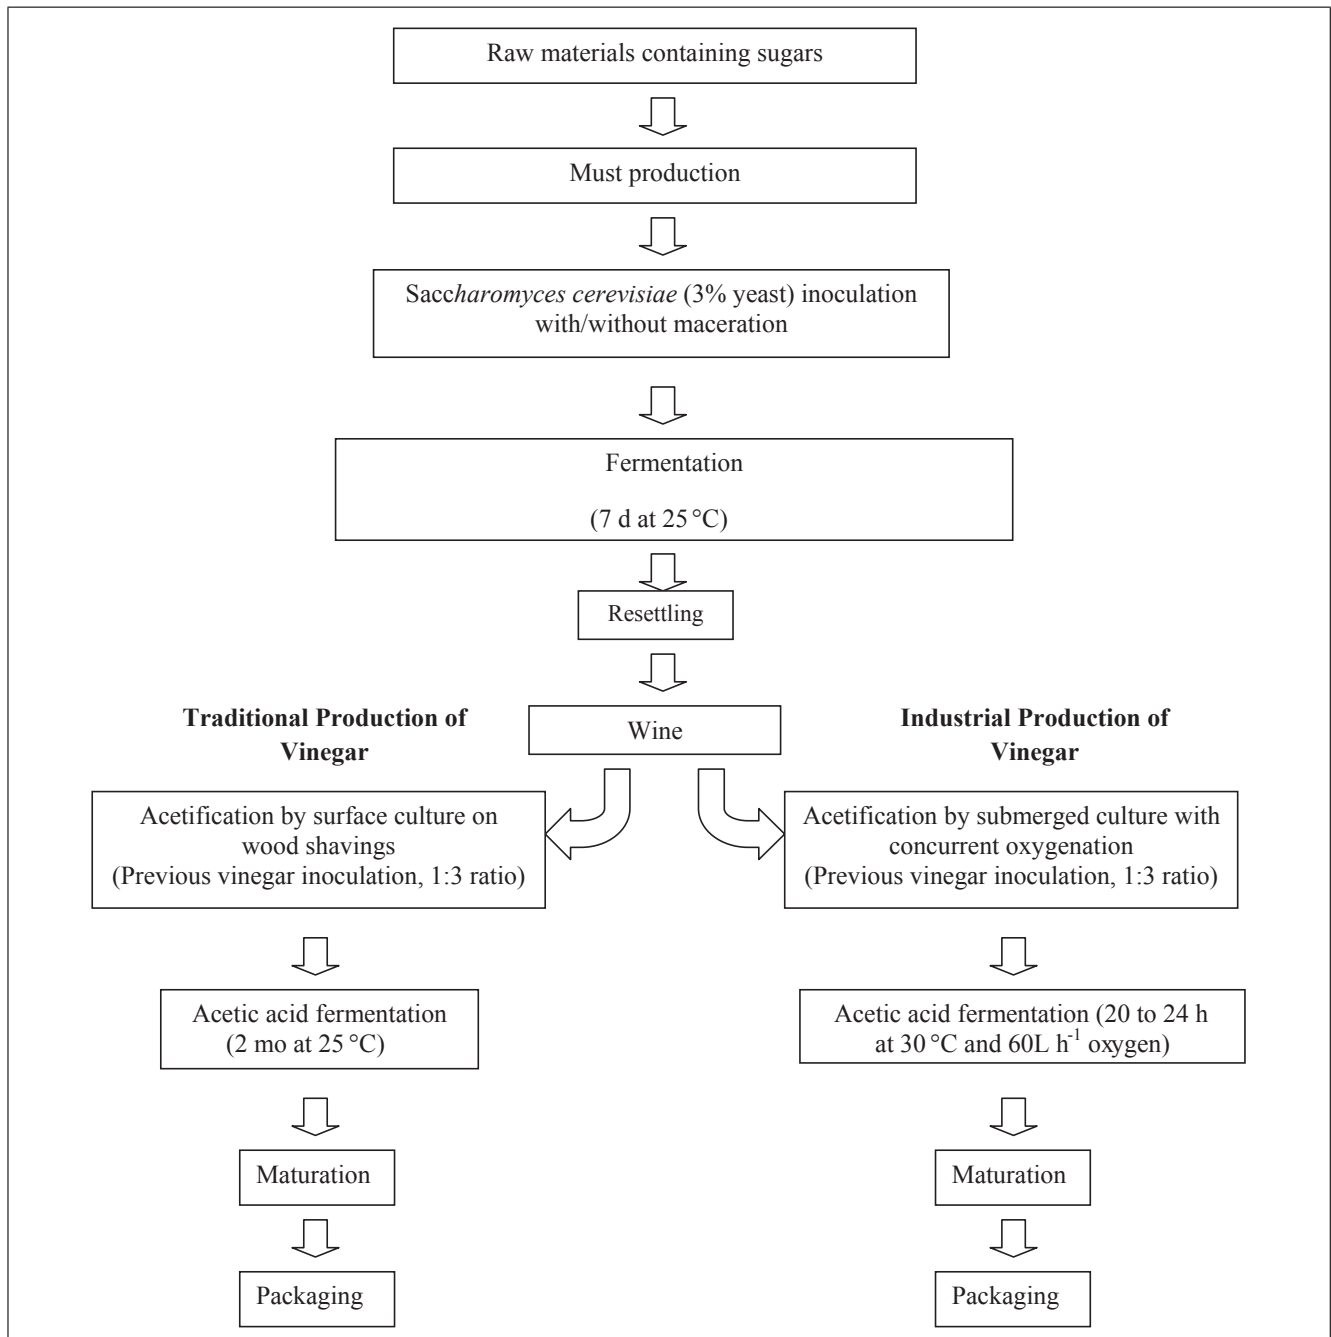 Raw materials containing sugars
Must production
Saccharomyces cerevisiae (3% yeast) inoculation
with/without maceration
Fermentation
(7 d at 25 °C)
Resettling
Wine
Traditional Production of
Vinegar
Acetification by surface culture on
wood shavings
(Previous vinegar inoculation, 1:3 ratio)
Acetic acid fermentation
(2 mo at 25 °C)
Maturation
Packaging
Industrial Production of
Vinegar
Acetification by submerged culture with
concurrent oxygenation
(Previous vinegar inoculation, 1:3 ratio)
Acetic acid fermentation (20 to 24 h
at 30 °C and 60L h⁻¹ oxygen)
Maturation
Packaging